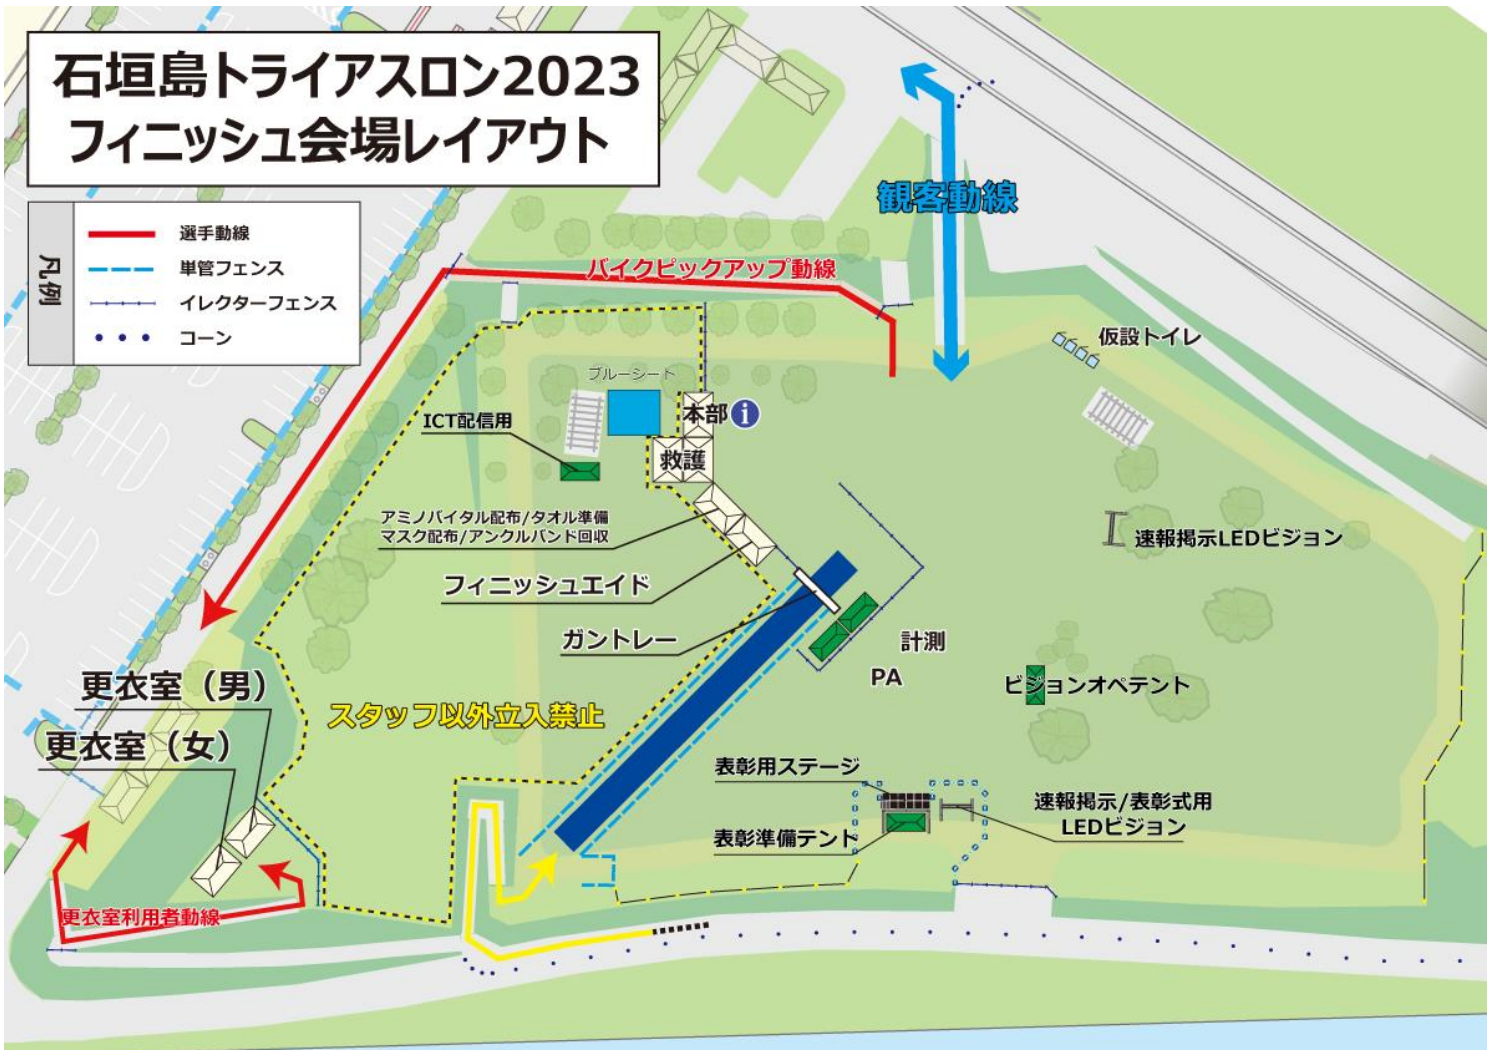 石垣島トライアスロン2023
フィニッシュ会場レイアウト
凡例
選手動線
単管フェンス
イレクターフェンス
コーン
観客動線
バイクピックアップ動線
仮設トイレ
ブルーシート
本部 i
ICT配信用
救護
アミノバイタル配布/タオル準備
マスク配布/アンクルバンド回収
速報掲示LEDビジョン
フィニッシュエイド
ガントレー
計測
PA
ビジョンオペテント
更衣室（男）
スタッフ以外立入禁止
更衣室（女）
表彰用ステージ
速報掲示/表彰式用
LEDビジョン
表彰準備テント
更衣室利用者動線